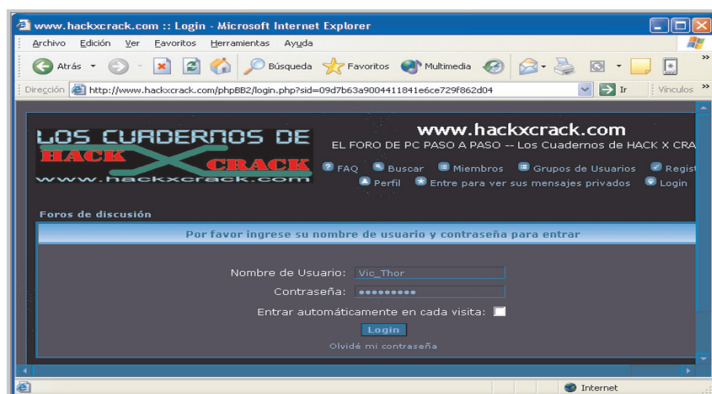 www.hackxcrack.com :: Login - Microsoft Internet Explorer
Archivo Edición Ver Favoritos Herramientas Ayuda
Atrás Búsqueda Favoritos Multimedia »
Dirección http://www.hackxcrack.com/phpBB2/login.php?sid=09d7b63a9004411841e6ce729f862d04 Ir Vínculos »
LOS CUADERNOS DE
HACK X CRACK
www.hackxcrack.com
www.hackxcrack.com
EL FORO DE PC PASO A PASO -- Los Cuadernos de HACK X CRA
FAQ Buscar Miembros Grupos de Usuarios Regist
Perfil Entre para ver sus mensajes privados Login
Foros de discusión
Por favor ingrese su nombre de usuario y contraseña para entrar
Nombre de Usuario: Vic_Thor
Contraseña: •••••••••
Entrar automáticamente en cada visita:
Login
Olvidé mi contraseña
Internet